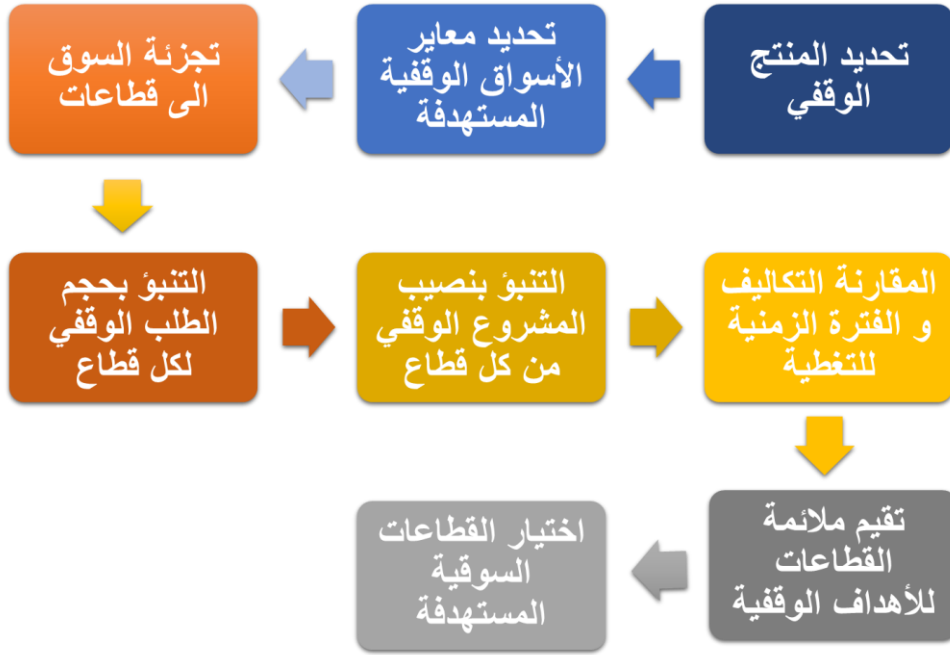 تحديد المنتج
الوقفي
تحديد معاير
الأسواق الوقفية
المستهدفة
تجزئة السوق
الى قطاعات
التنبؤ بحجم
الطلب الوقفي
لكل قطاع
التنبؤ بنصيب
المشروع الوقفي
من كل قطاع
المقارنة التكاليف
و الفترة الزمنية
للتغطية
تقيم ملائمة
القطاعات
للأهداف الوقفية
اختيار القطاعات
السوقية
المستهدفة